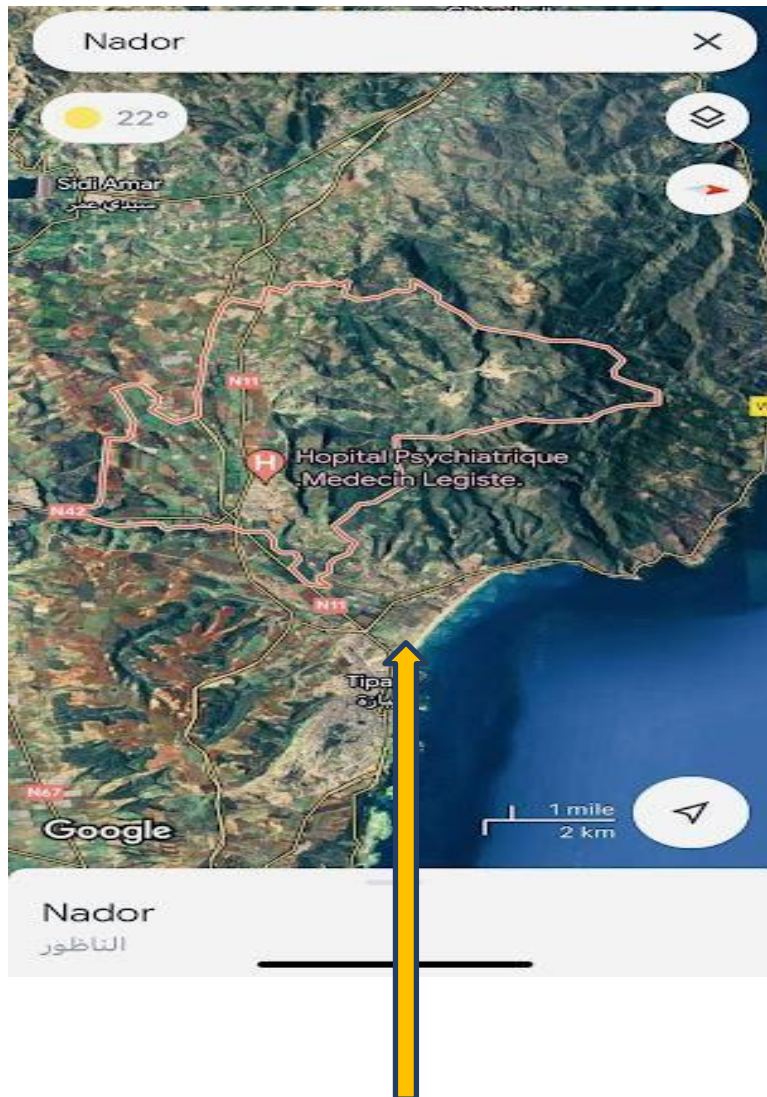 Nador
22°
Sidi Amar
سيدي عمر
N11
Hopital Psychiatrique
Medecin Legiste.
N42
N11
N67
1 mile
2 km
Google
Nador
الناظور